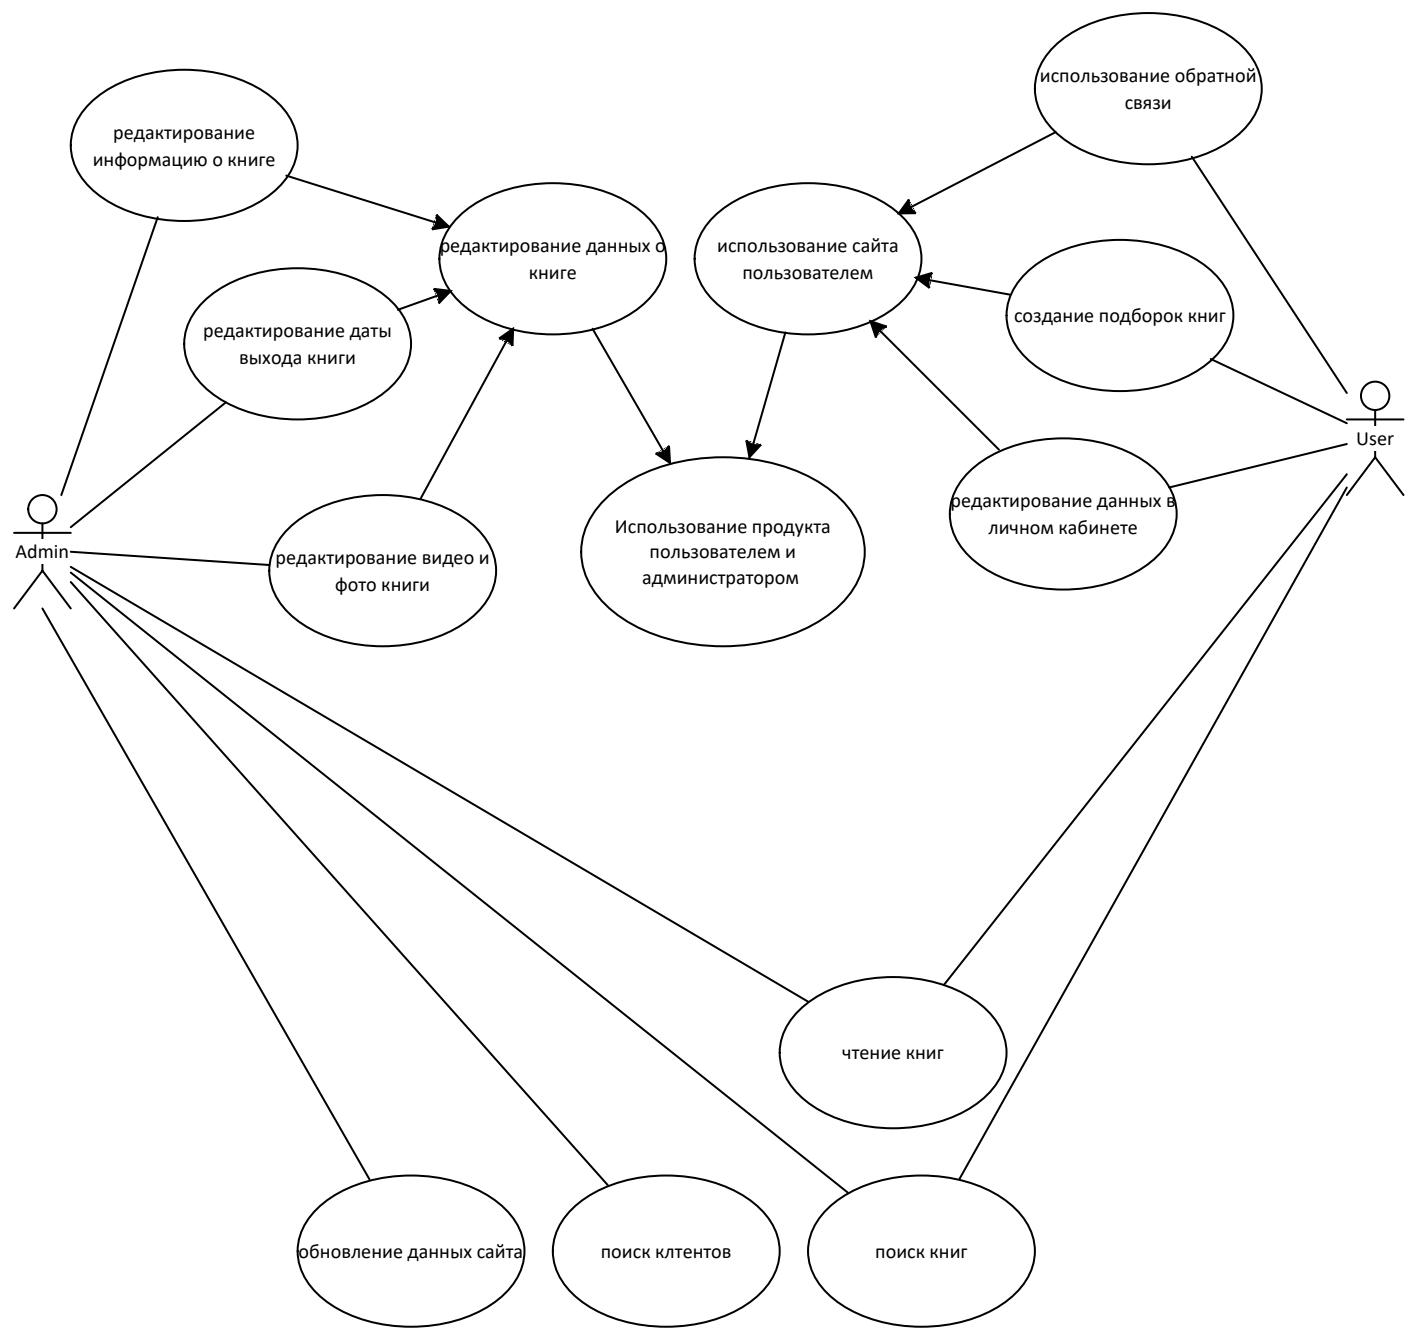 использование обратной
связи
редактирование
информацию о книге
редактирование данных о
книге
использование сайта
пользователем
создание подборок книг
редактирование даты
выхода книги
User
редактирование данных в
личном кабинете
Использование продукта
пользователем и
администратором
Admin
редактирование видео и
фото книги
чтение книг
обновление данных сайта
поиск клтентов
поиск книг